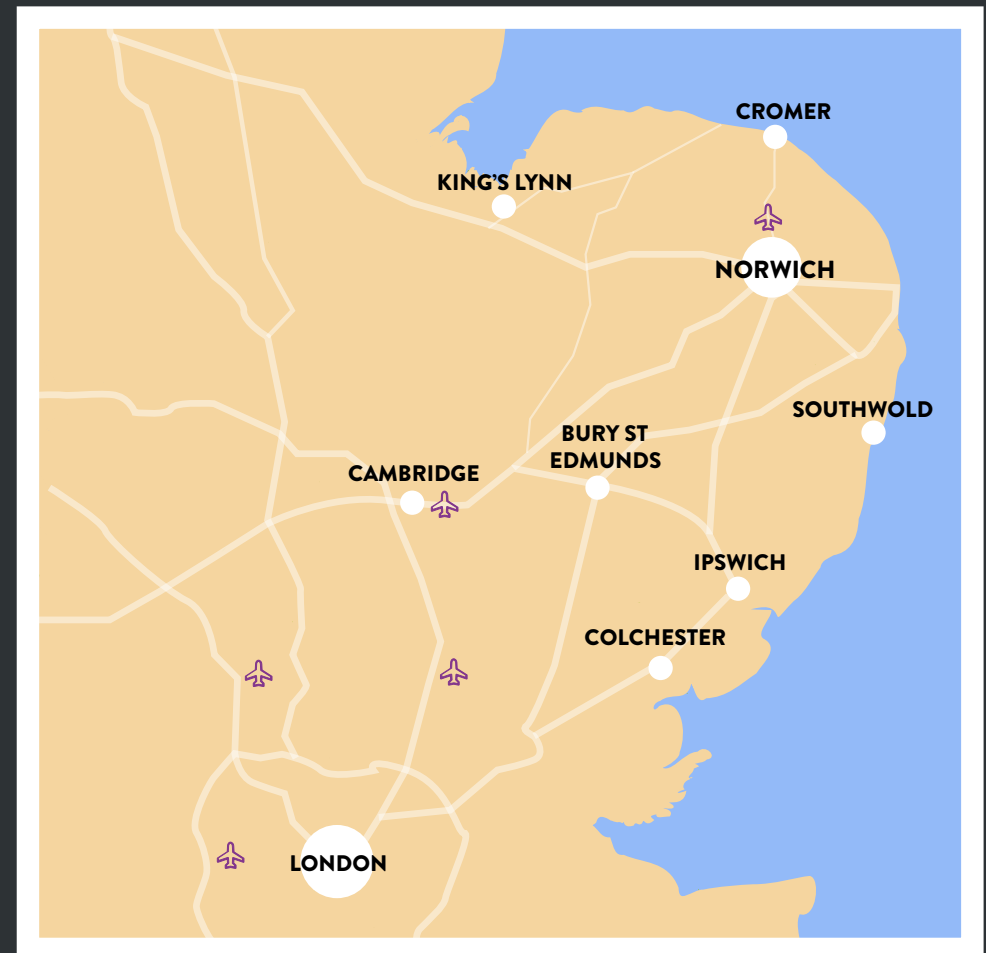 CROMER
KING'S LYNN
NORWICH
SOUTHWOLD
BURY ST
EDMUNDS
CAMBRIDGE
IPSWICH
COLCHESTER
LONDON